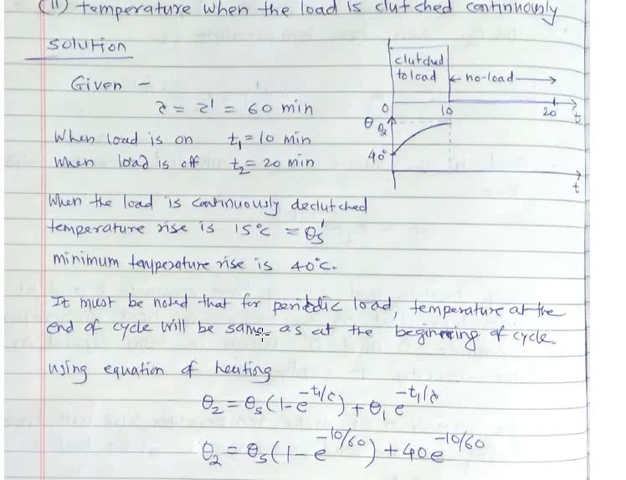 (ii) temperature when the load is clutched continuously
solution
Given -
τ = τ' = 60 min
When load is on t₁ = 10 min
When load is off t₂ = 20 min
clutched
to load
no-load
0 10 20 t
θ
θ₂
40°
t
When the load is continuously declutched
temperature rise is 15°c = θs'
minimum temperature rise is 40°c.
It must be noted that for periodic load, temperature at the
end of cycle will be same as at the beginning of cycle.
using equation of heating
θ₂ = θs (1-e^-t₁/τ) + θ₁ e^-t₁/τ
θ₂ = θs (1-e^-10/60) + 40e^-10/60